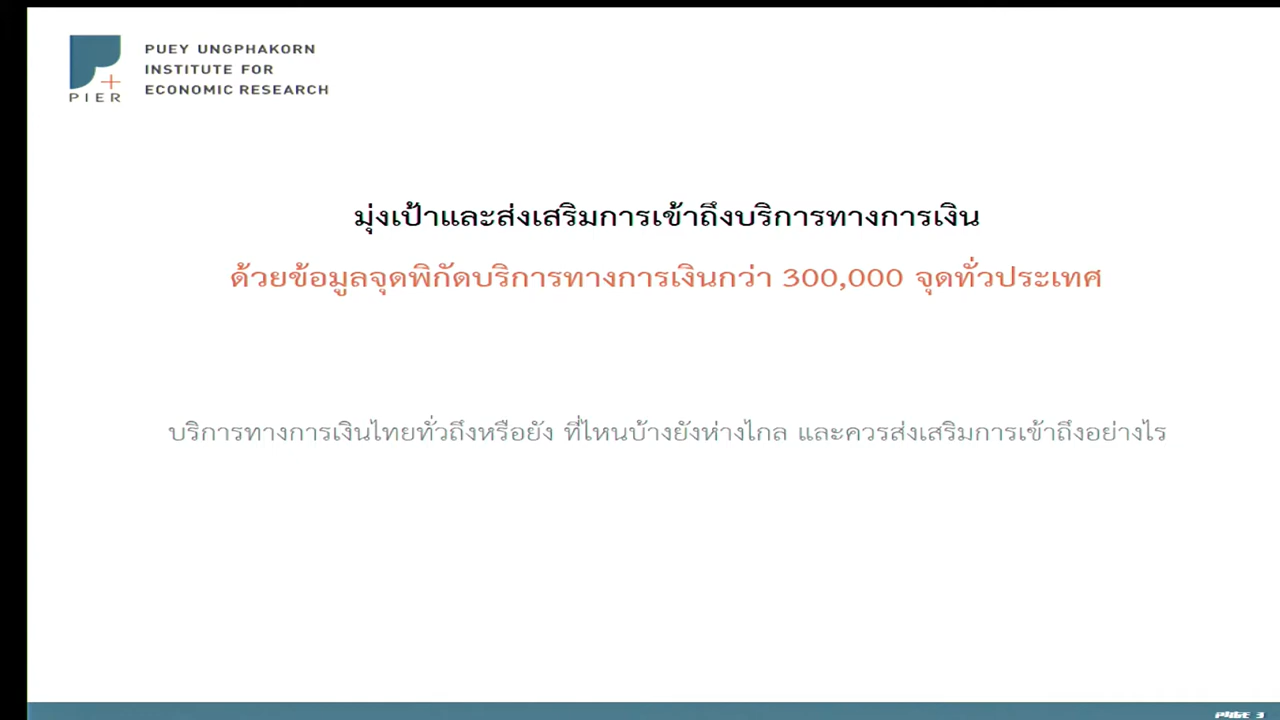 PUEY UNGPHAKORN
INSTITUTE FOR
ECONOMIC RESEARCH
PIER
มุ่งเป้าและส่งเสริมการเข้าถึงบริการทางการเงิน
ด้วยข้อมูลจุดพิกัดบริการทางการเงินกว่า 300,000 จุดทั่วประเทศ
บริการทางการเงินไทยทั่วถึงหรือยัง ที่ไหนบ้างยังห่างไกล และควรส่งเสริมการเข้าถึงอย่างไร
PAGE 3